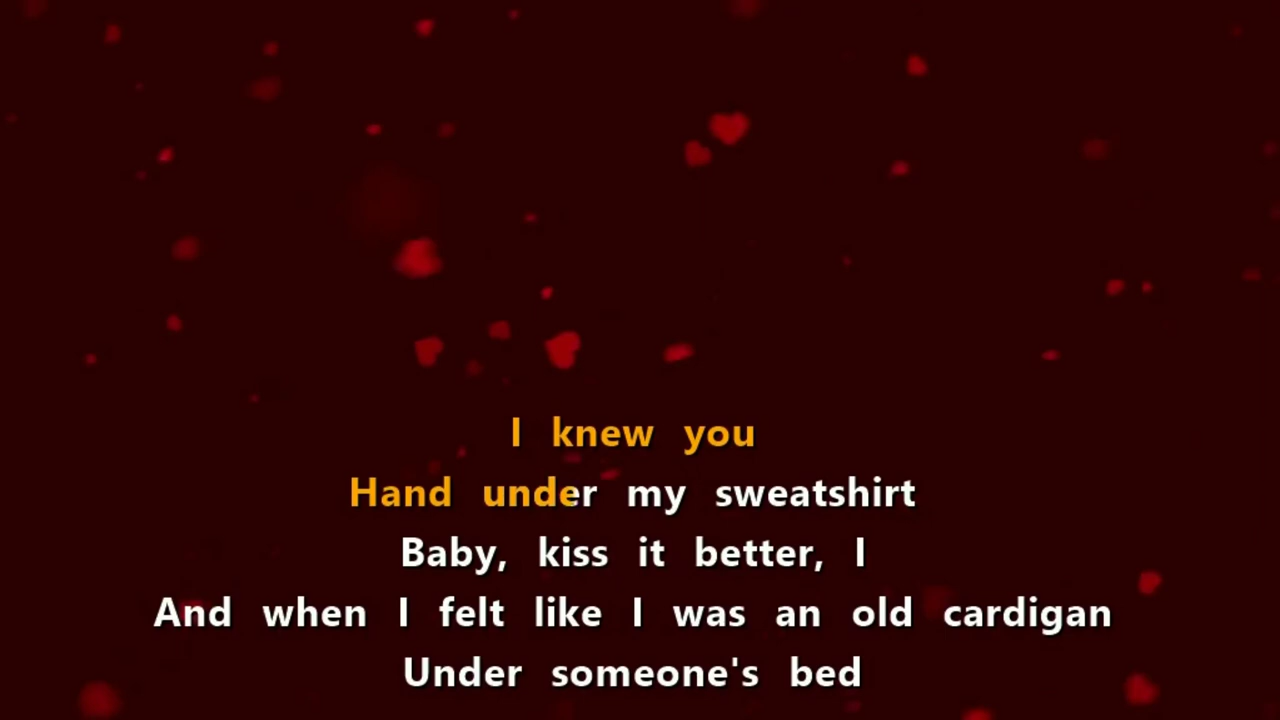 I knew you
Hand under my sweatshirt
Baby, kiss it better, I
And when I felt like I was an old cardigan
Under someone's bed